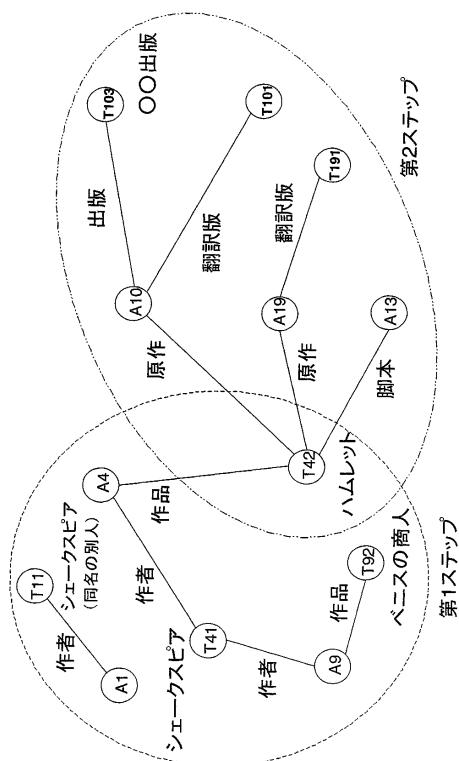 T11
シェークスピア
(同名の別人)
作者
A1
A4
作者
作品
シェークスピア
T41
作者
A9
作品
T92
ベニスの商人
第1ステップ
T42
ハムレット
原作
A10
出版
T103
〇〇出版
翻訳版
T101
原作
A19
翻訳版
T191
脚本
A13
第2ステップ